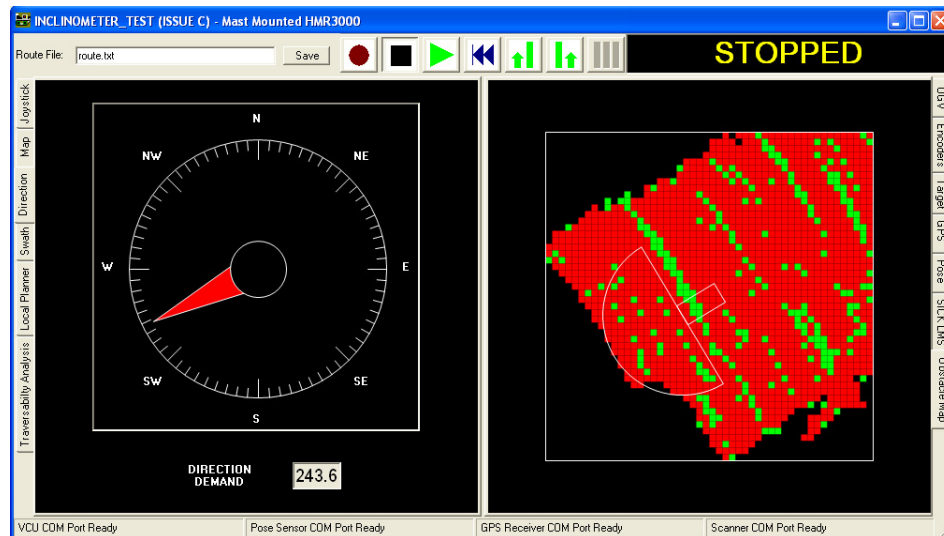 INCLINOMETER_TEST (ISSUE C) - Mast Mounted HMR3000
Route File:
route.txt
Save
STOPPED
Joystick
Map
Direction
Swath
Local Planner
Traversabilty Analysis
N
NW
NE
W
E
SW
SE
S
DIRECTION
DEMAND
243.6
UGV
Encoders
Target
GPS
Pose
SICK LMS
Obstacle Map
VCU COM Port Ready
Pose Sensor COM Port Ready
GPS Receiver COM Port Ready
Scanner COM Port Ready